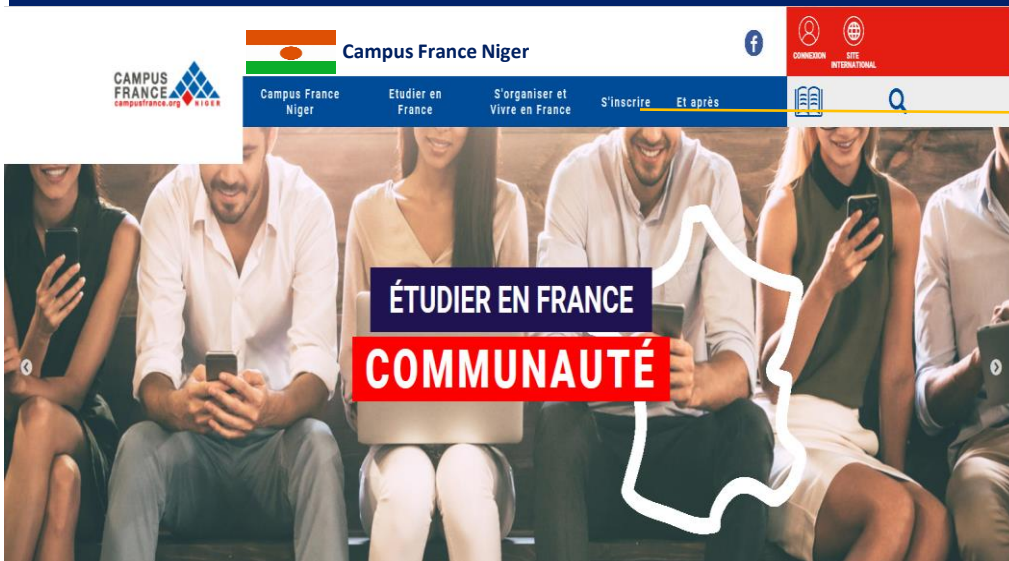 Campus France Niger
CONNEXION
SITE
INTERNATIONAL
CAMPUS
FRANCE
campusfrance.org NIGER
Campus France
Niger
Etudier en
France
S'organiser et
Vivre en France
S'inscrire
Et après
ÉTUDIER EN FRANCE
COMMUNAUTÉ